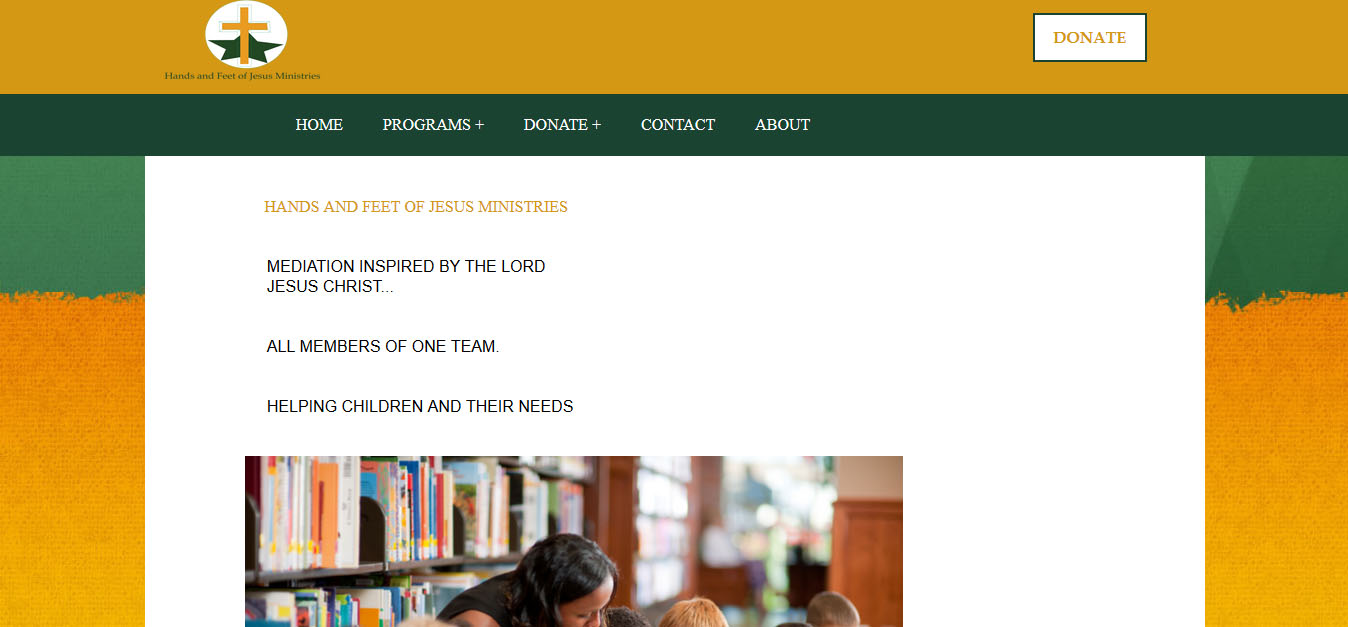 Hands and Feet of Jesus Ministries
DONATE
HOME PROGRAMS + DONATE + CONTACT ABOUT
HANDS AND FEET OF JESUS MINISTRIES
MEDIATION INSPIRED BY THE LORD
JESUS CHRIST...
ALL MEMBERS OF ONE TEAM.
HELPING CHILDREN AND THEIR NEEDS